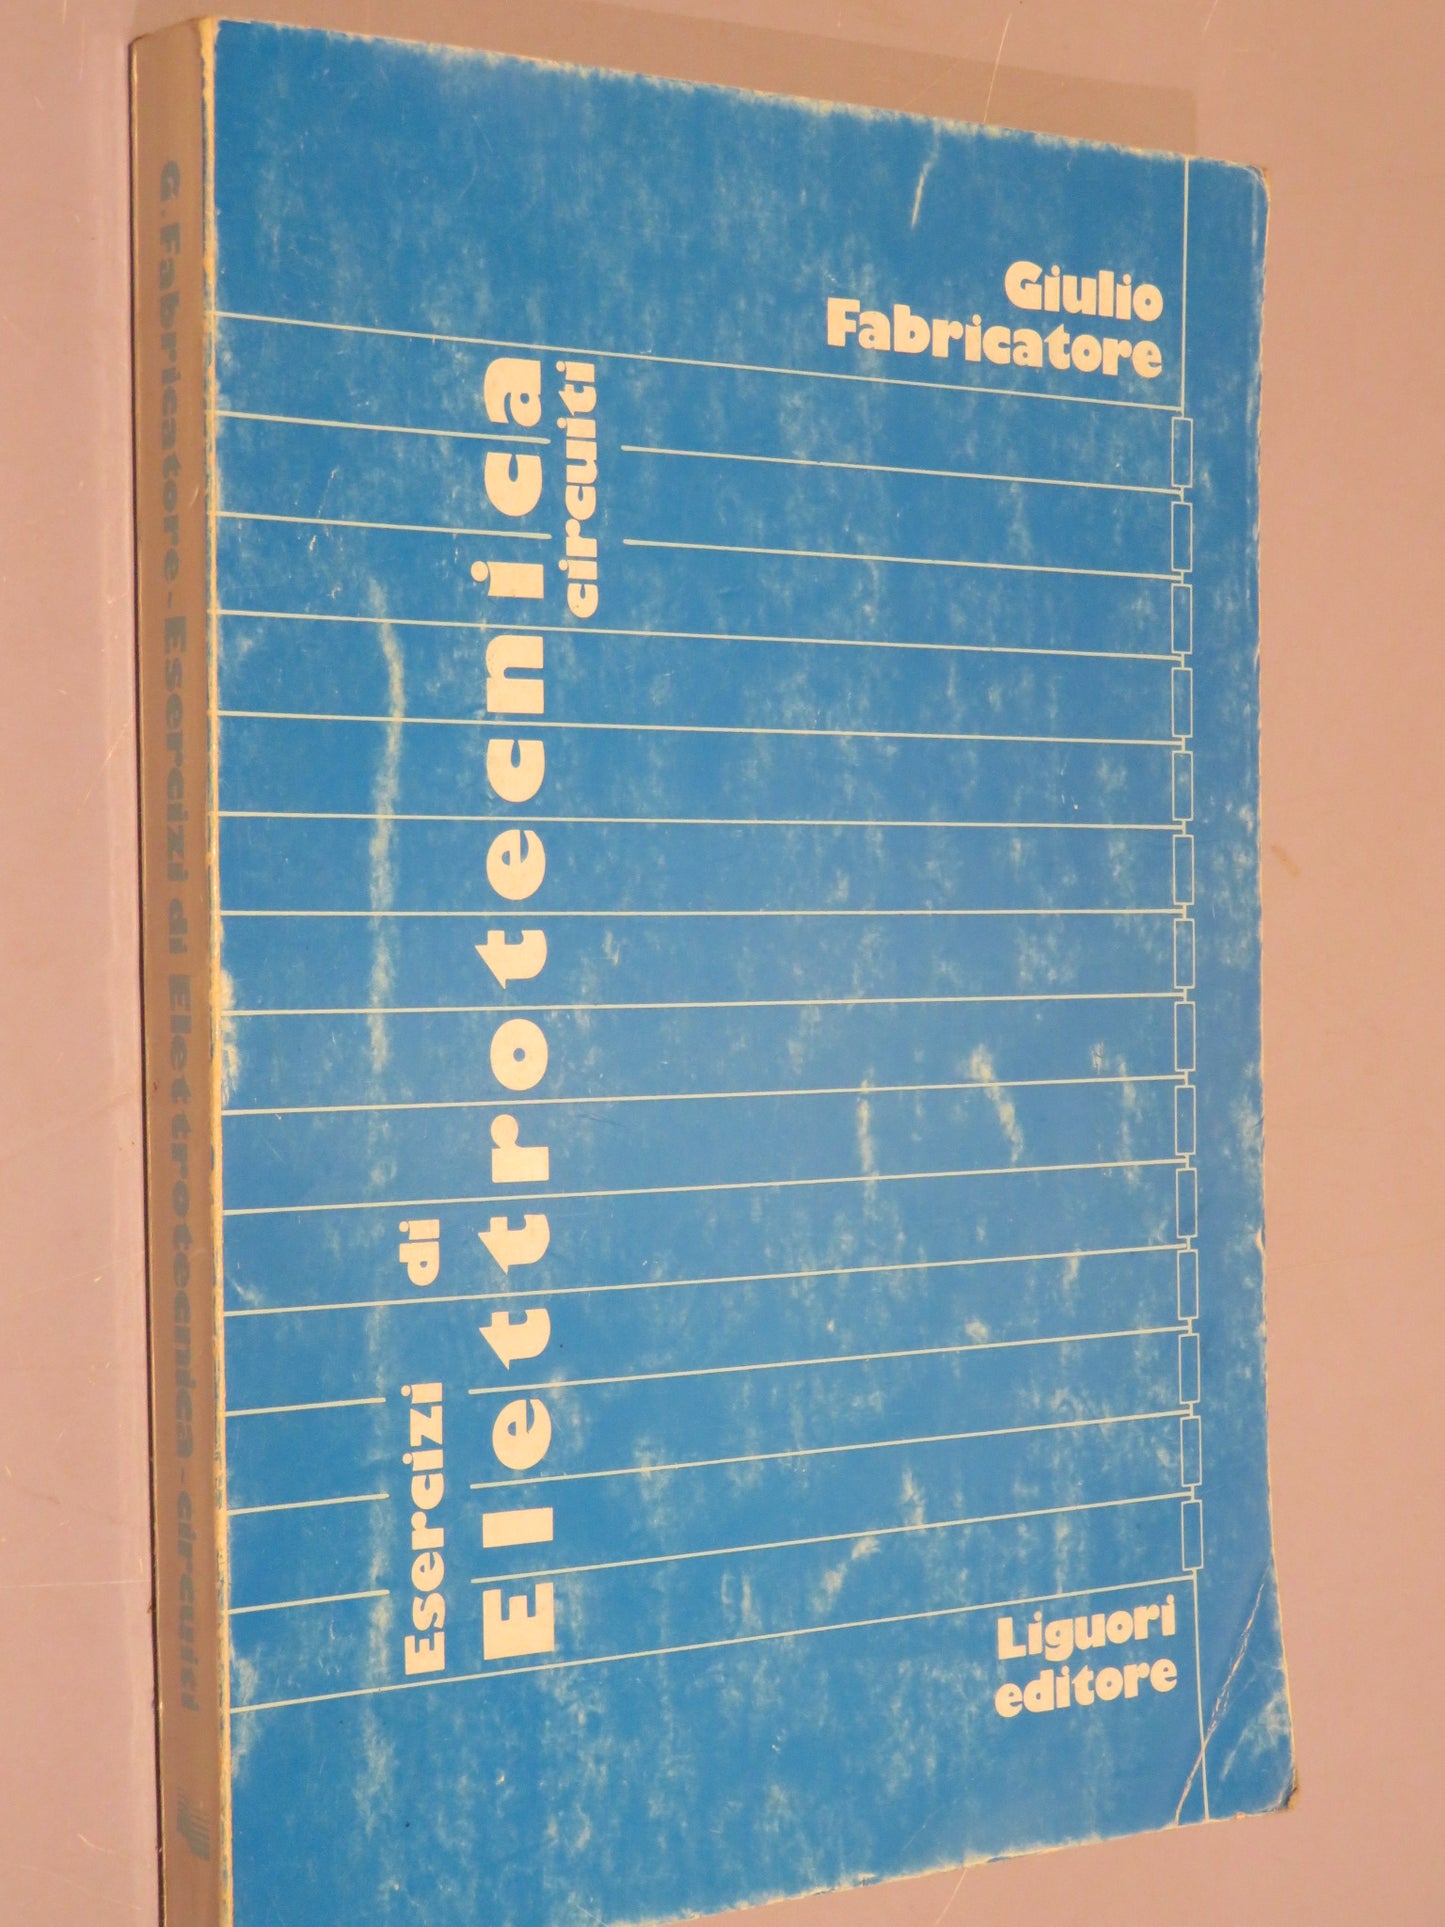 Giulio
Fabricatore
Esercizi di
Elettrotecnica
circuiti
Liguori
editore
G. Fabricatore - Esercizi di Elettrotecnica - circuiti